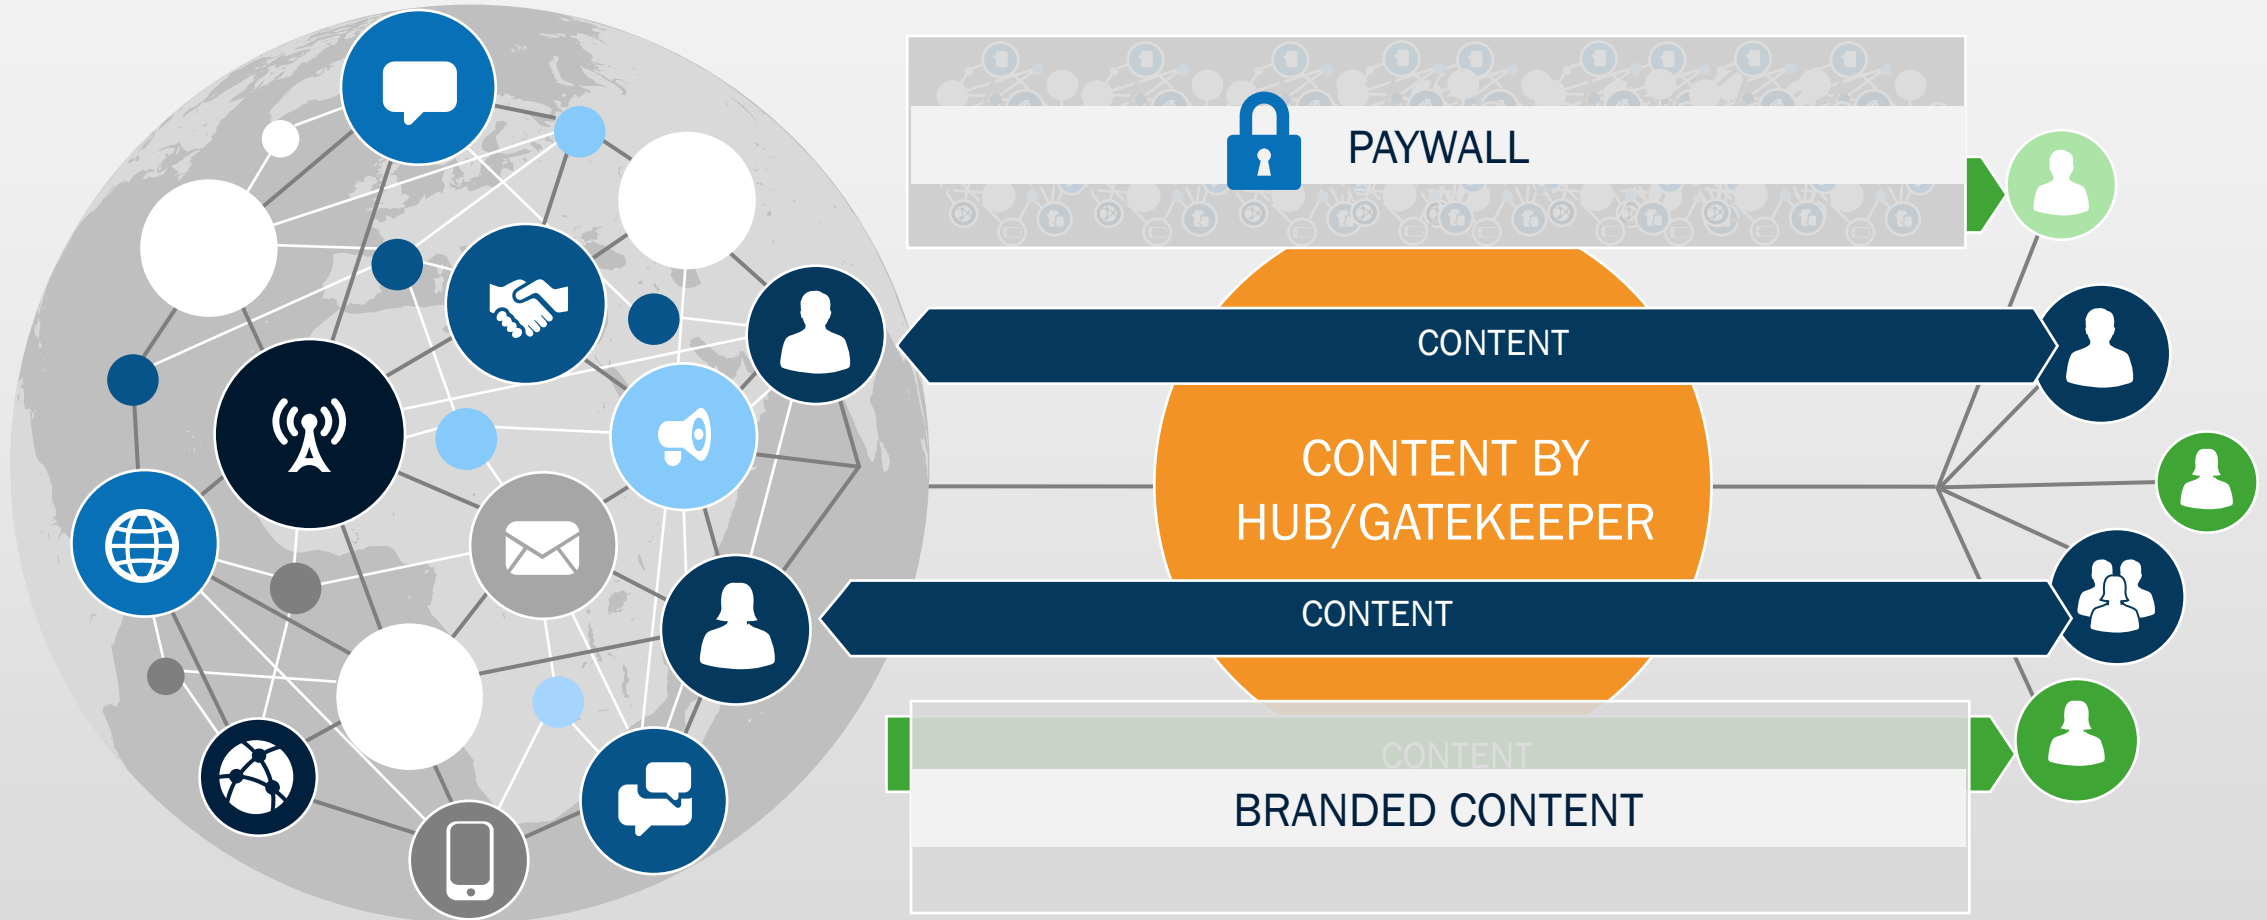 PAYWALL
CONTENT
CONTENT BY
HUB/GATEKEEPER
CONTENT
CONTENT
BRANDED CONTENT